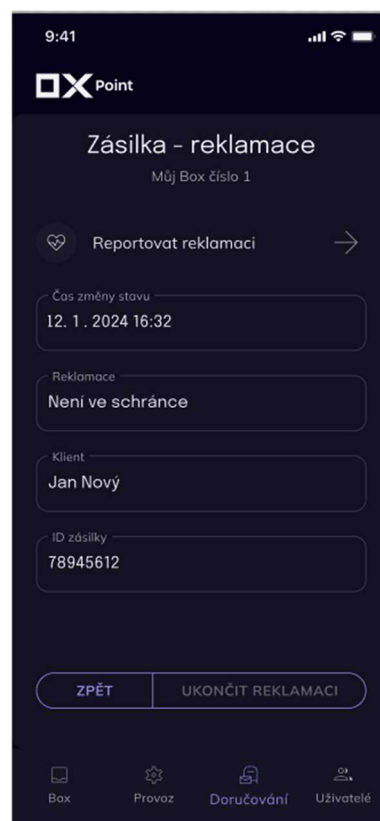 9:41
OX Point
Zásilka - reklamace
Můj Box číslo 1
Reportovat reklamaci
Čas změny stavu
12. 1 . 2024 16:32
Reklamace
Není ve schránce
Klient
Jan Nový
ID zásilky
78945612
ZPĚT UKONČIT REKLAMACI
Box Provoz Doručování Uživatelé